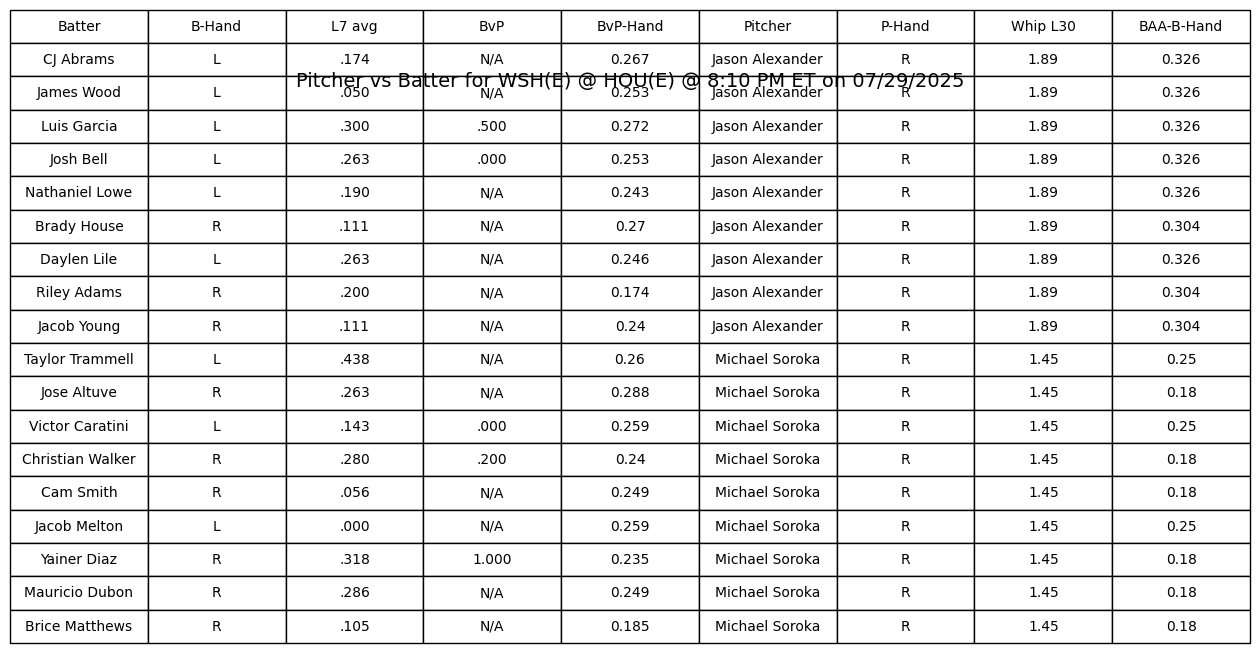 Batter B-Hand L7 avg BvP BvP-Hand Pitcher P-Hand Whip L30 BAA-B-Hand
CJ Abrams L .174 N/A 0.267 Jason Alexander R 1.89 0.326
Pitcher vs Batter for WSH(E) @ HOU(E) @ 8:10 PM ET on 07/29/2025
James Wood L .050 N/A 0.253 Jason Alexander R 1.89 0.326
Luis Garcia L .300 .500 0.272 Jason Alexander R 1.89 0.326
Josh Bell L .263 .000 0.253 Jason Alexander R 1.89 0.326
Nathaniel Lowe L .190 N/A 0.243 Jason Alexander R 1.89 0.326
Brady House R .111 N/A 0.27 Jason Alexander R 1.89 0.304
Daylen Lile L .263 N/A 0.246 Jason Alexander R 1.89 0.326
Riley Adams R .200 N/A 0.174 Jason Alexander R 1.89 0.304
Jacob Young R .111 N/A 0.24 Jason Alexander R 1.89 0.304
Taylor Trammell L .438 N/A 0.26 Michael Soroka R 1.45 0.25
Jose Altuve R .263 N/A 0.288 Michael Soroka R 1.45 0.18
Victor Caratini L .143 .000 0.259 Michael Soroka R 1.45 0.25
Christian Walker R .280 .200 0.24 Michael Soroka R 1.45 0.18
Cam Smith R .056 N/A 0.249 Michael Soroka R 1.45 0.18
Jacob Melton L .000 N/A 0.259 Michael Soroka R 1.45 0.25
Yainer Diaz R .318 1.000 0.235 Michael Soroka R 1.45 0.18
Mauricio Dubon R .286 N/A 0.249 Michael Soroka R 1.45 0.18
Brice Matthews R .105 N/A 0.185 Michael Soroka R 1.45 0.18